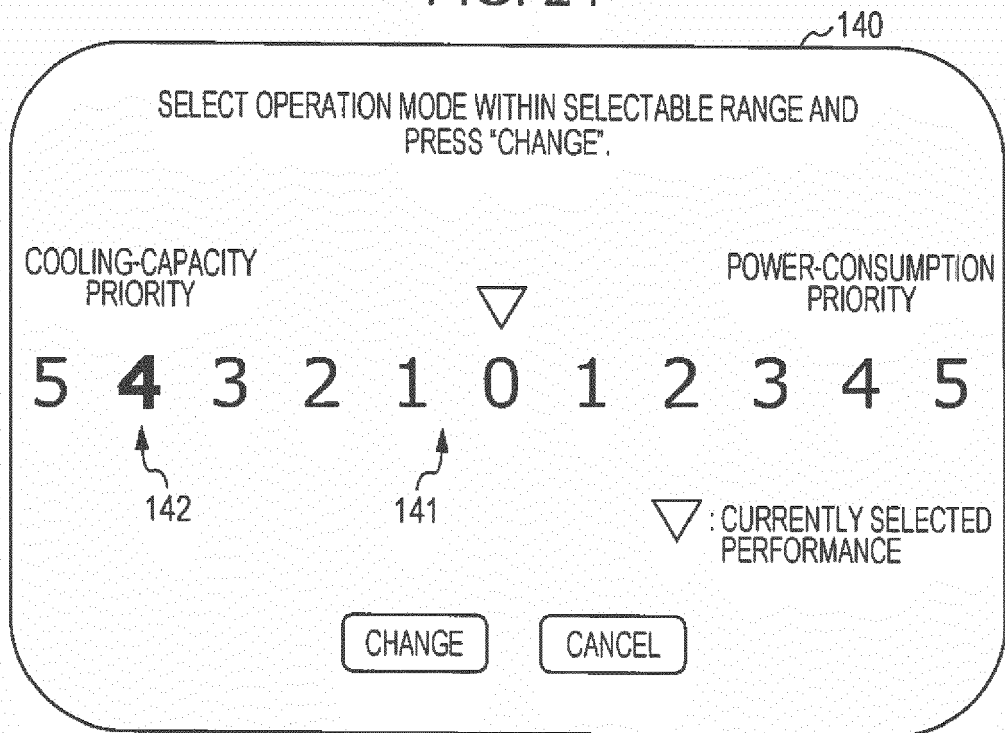 140
SELECT OPERATION MODE WITHIN SELECTABLE RANGE AND
PRESS "CHANGE".
COOLING-CAPACITY
PRIORITY
POWER-CONSUMPTION
PRIORITY
5 4 3 2 1 0 1 2 3 4 5
142
141
: CURRENTLY SELECTED
PERFORMANCE
CHANGE
CANCEL